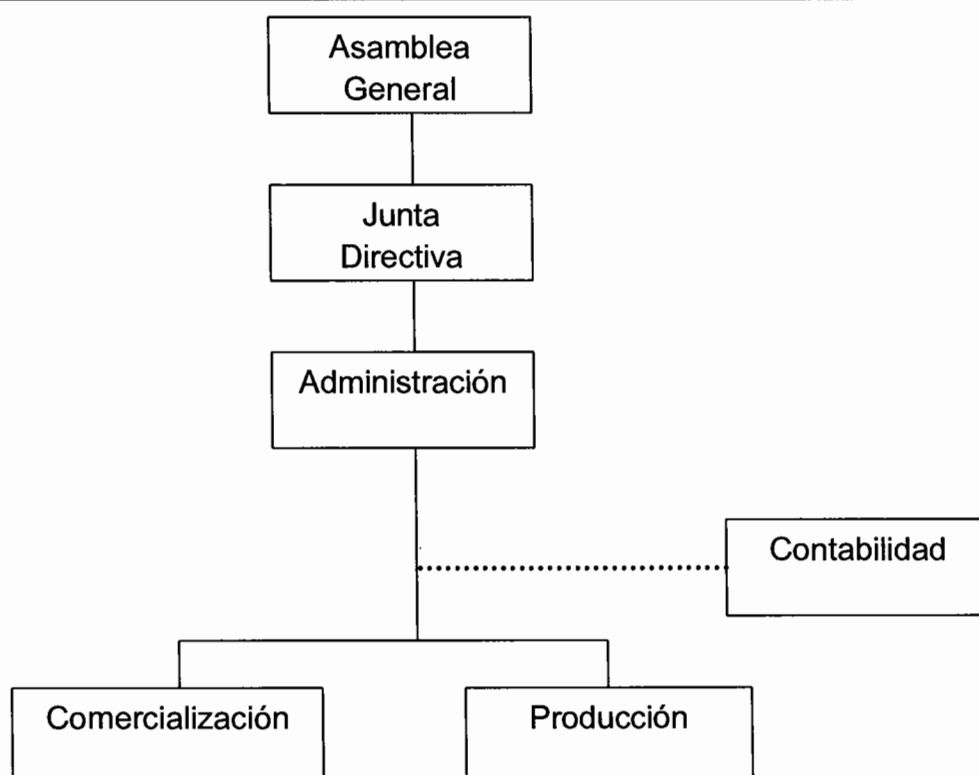 Asamblea
General
Junta
Directiva
Administración
Contabilidad
Comercialización
Producción